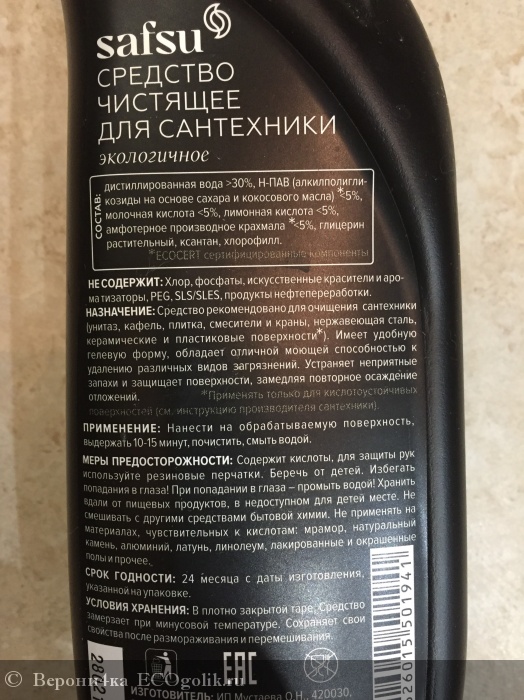 safsu
СРЕДСТВО
ЧИСТЯЩЕЕ
ДЛЯ САНТЕХНИКИ
экологичное
СОСТАВ:
дистиллированная вода >30%, Н-ПАВ (алкилполигли-
козиды на основе сахара и кокосового масла)*<5%,
молочная кислота <5%, лимонная кислота <5%,
амфотерное производное крахмала *<5%, глицерин
растительный, ксантан, хлорофилл.
*ECOCERT сертифицированные компоненты
НЕ СОДЕРЖИТ: Хлор, фосфаты, искусственные красители и аро-
матизаторы, PEG, SLS/SLES, продукты нефтепереработки.
НАЗНАЧЕНИЕ: Средство рекомендовано для очищения сантехники
(унитаз, кафель, плитка, смесители и краны, нержавеющая сталь,
керамические и пластиковые поверхности*). Имеет удобную
гелевую форму, обладает отличной моющей способностью к
удалению различных видов загрязнений. Устраняет неприятные
запахи и защищает поверхности, замедляя повторное осаждение
отложений.
*Применять только для кислотоустойчивых
поверхностей (см. инструкцию производителя сантехники).
ПРИМЕНЕНИЕ: Нанести на обрабатываемую поверхность,
выдержать 10-15 минут, почистить, смыть водой.
МЕРЫ ПРЕДОСТОРОЖНОСТИ: Содержит кислоты, для защиты рук
используйте резиновые перчатки. Беречь от детей. Избегать
попадания в глаза! При попадании в глаза – промыть водой! Хранить
вдали от пищевых продуктов, в недоступном для детей месте. Не
смешивать с другими средствами бытовой химии. Не применять на
материалах, чувствительных к кислотам: мрамор, натуральный
камень, алюминий, латунь, линолеум, лакированные и окрашенные
полы и прочее.
СРОК ГОДНОСТИ: 24 месяца с даты изготовления,
указанной на упаковке.
УСЛОВИЯ ХРАНЕНИЯ: В плотно закрытой таре. Средство
замерзает при минусовой температуре. Сохраняет свои
свойства после размораживания и перемешивания.
EAC
ИЗГОТОВИТЕЛЬ: ИП Мустаева О.Н., 420030,
326015 501941
Верони4ка ECOgolik.ru